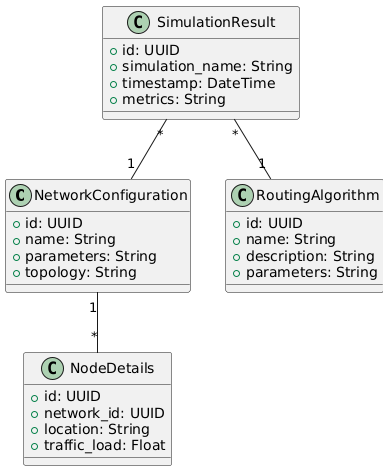 C SimulationResult
id: UUID
simulation_name: String
timestamp: DateTime
metrics: String
*
*
1
1
C NetworkConfiguration
id: UUID
name: String
parameters: String
topology: String
C RoutingAlgorithm
id: UUID
name: String
description: String
parameters: String
1
*
C NodeDetails
id: UUID
network_id: UUID
location: String
traffic_load: Float